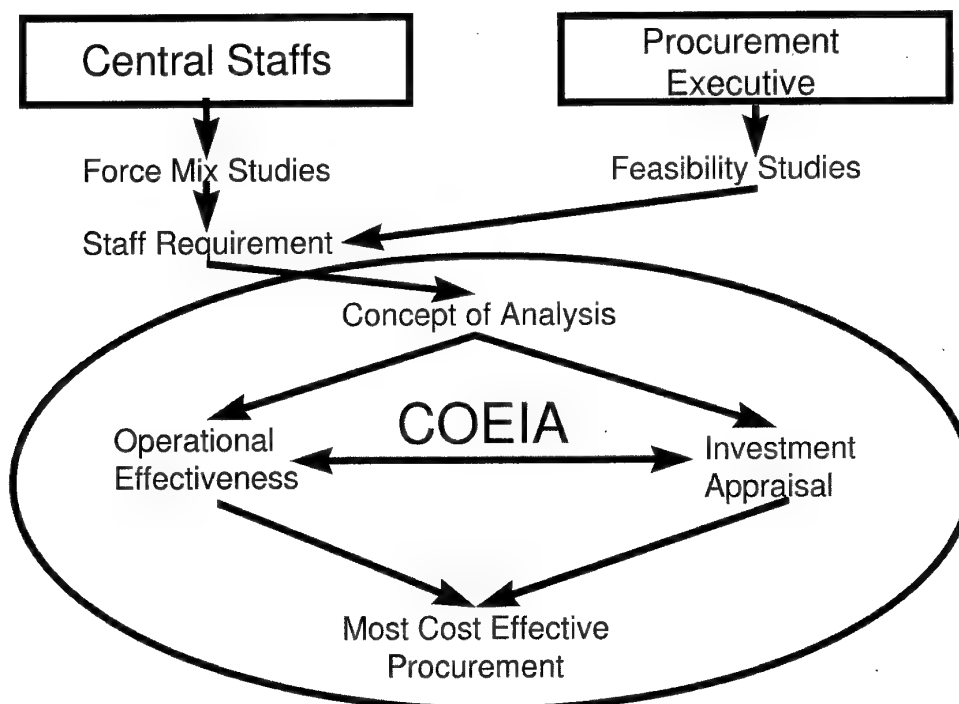 Central Staffs
Procurement
Executive
Force Mix Studies
Feasibility Studies
Staff Requirement
Concept of Analysis
COEIA
Operational
Effectiveness
Investment
Appraisal
Most Cost Effective
Procurement